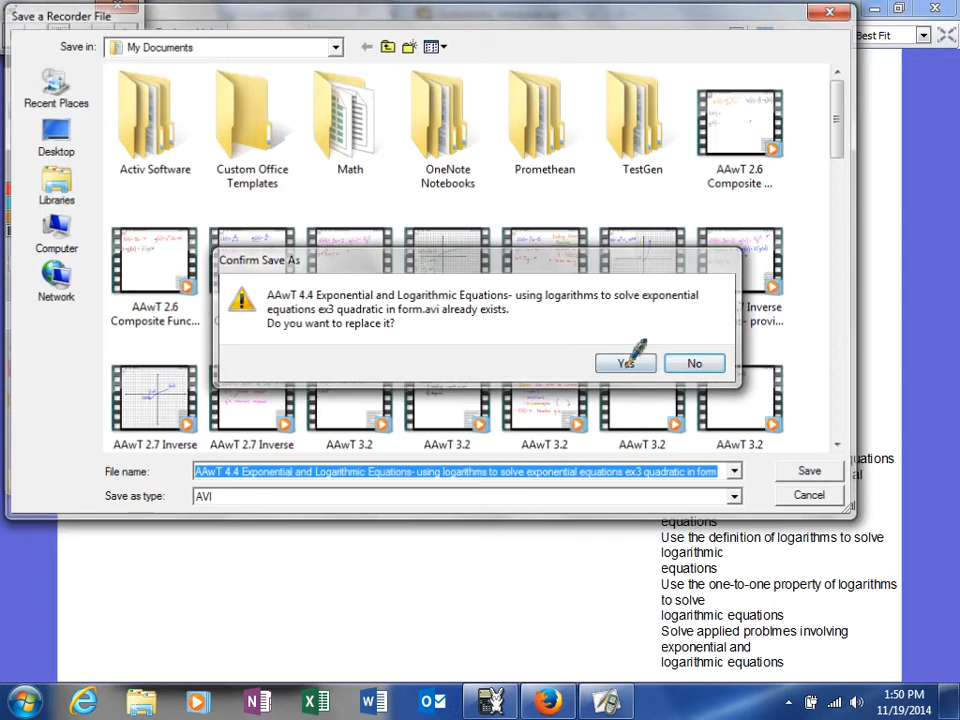 Save a Recorder File
Best Fit
Save in:
My Documents
Recent Places
Desktop
Libraries
Computer
Network
Activ Software
Custom Office
Templates
Math
OneNote
Notebooks
Promethean
TestGen
AAwT 2.6
Composite ...
AAwT 2.6
Composite Func...
7 Inverse
- provi...
Confirm Save As
AAwT 4.4 Exponential and Logarithmic Equations- using logarithms to solve exponential
equations ex3 quadratic in form.avi already exists.
Do you want to replace it?
Yes
No
AAwT 2.7 Inverse
AAwT 2.7 Inverse
AAwT 3.2
AAwT 3.2
AAwT 3.2
AAwT 3.2
AAwT 3.2
File name:
AAwT 4.4 Exponential and Logarithmic Equations- using logarithms to solve exponential equations ex3 quadratic in form
Save
Save as type:
AVI
Cancel
quations
al
equations
Use the definition of logarithms to solve
logarithmic
equations
Use the one-to-one property of logarithms
to solve
logarithmic equations
Solve applied problmes involving
exponential and
logarithmic equations
1:50 PM
11/19/2014